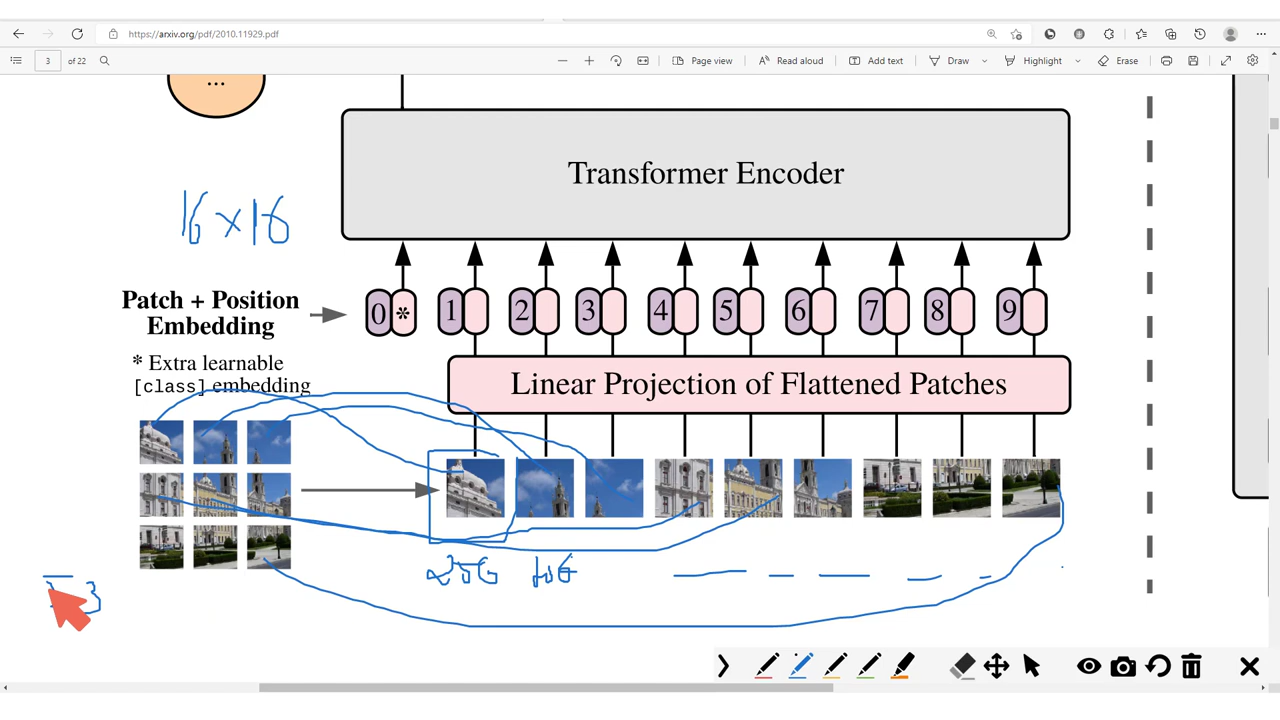 https://arxiv.org/pdf/2010.11929.pdf
3 of 22
Page view
Read aloud
Add text
Draw
Highlight
Erase
...
Transformer Encoder
16 x 16
Patch + Position
Embedding
0 * 1 2 3 4 5 6 7 8 9
* Extra learnable
[class] embedding
Linear Projection of Flattened Patches
256
3